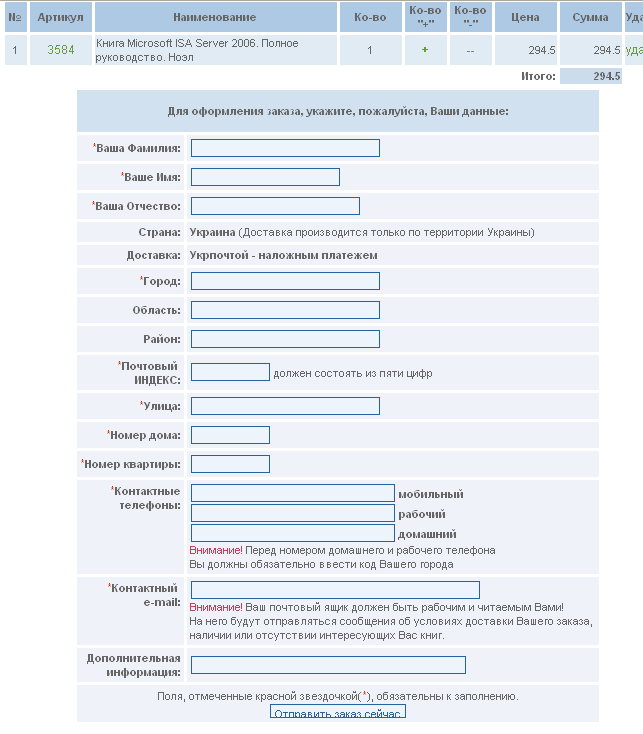 № Артикул Наименование Ко-во Ко-во "+" Ко-во "-" Цена Сумма Уда
1 3584 Книга Microsoft ISA Server 2006. Полное руководство. Ноэл 1 + -- 294.5 294.5 уда
Итого: 294.5
Для оформления заказа, укажите, пожалуйста, Ваши данные:
*Ваша Фамилия:
*Ваше Имя:
*Ваша Отчество:
Страна: Украина (Доставка производится только по территории Украины)
Доставка: Укрпочтой - наложным платежем
*Город:
Область:
Район:
*Почтовый
ИНДЕКС: должен состоять из пяти цифр
*Улица:
*Номер дома:
*Номер квартиры:
*Контактные
телефоны:
мобильный
рабочий
домашний
Внимание! Перед номером домашнего и рабочего телефона
Вы должны обязательно ввести код Вашего города
*Контактный
e-mail:
Внимание! Ваш почтовый ящик должен быть рабочим и читаемым Вами!
На него будут отправляться сообщения об условиях доставки Вашего заказа,
наличии или отсутствии интересующих Вас книг.
Дополнительная
информация:
Поля, отмеченные красной звездочкой(*), обязательны к заполнению.
Отправить заказ сейчас